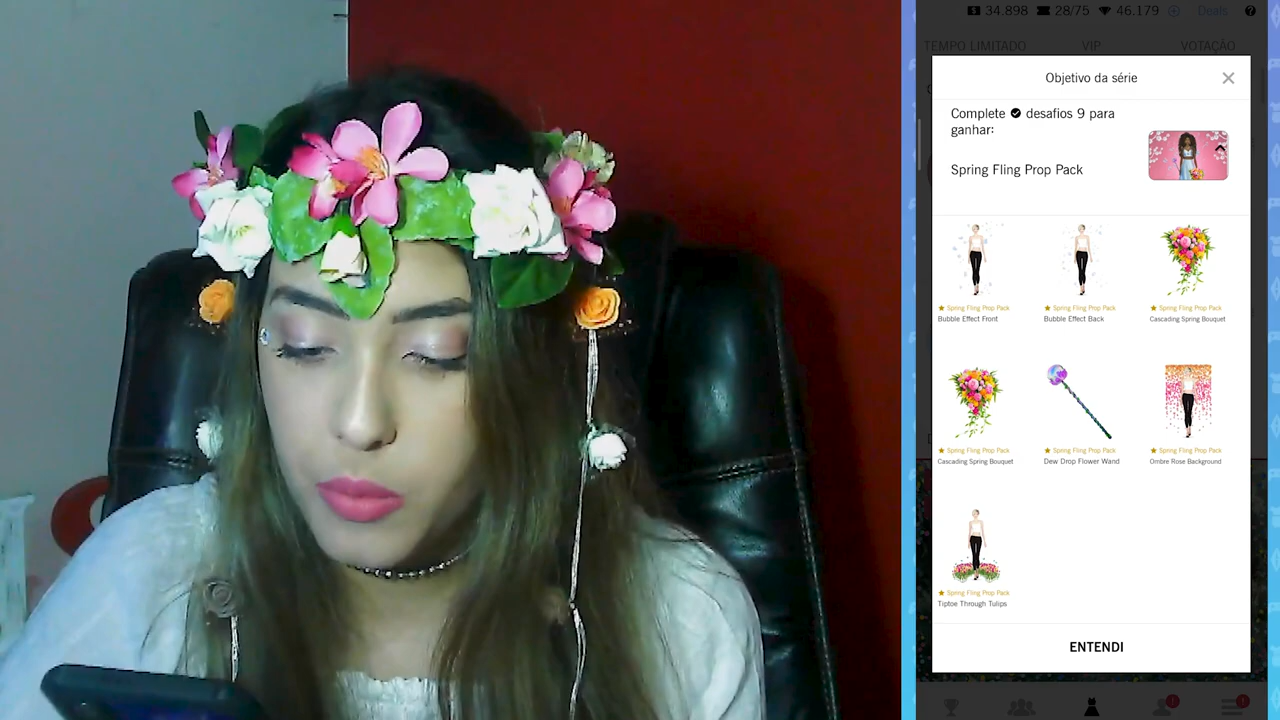 34.898 28/75 46.179 Deals ?
TEMPO LIMITADO VIP VOTAÇÃO
Objetivo da série
Complete desafios 9 para
ganhar:
Spring Fling Prop Pack
Spring Fling Prop Pack Spring Fling Prop Pack Spring Fling Prop Pack
Bubble Effect Front Bubble Effect Back Cascading Spring Bouquet
Spring Fling Prop Pack Spring Fling Prop Pack Spring Fling Prop Pack
Cascading Spring Bouquet Dew Drop Flower Wand Ombre Rose Background
Spring Fling Prop Pack
Tiptoe Through Tulips
ENTENDI
1 1